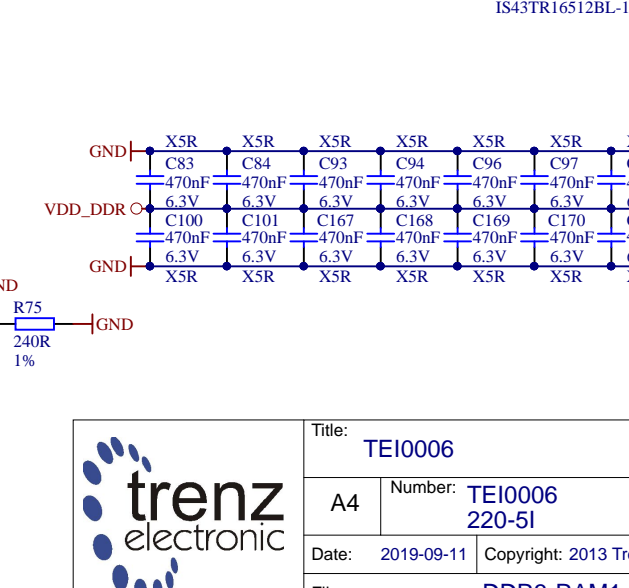 IS43TR16512BL-1
GND X5R X5R X5R X5R X5R X5R
C83 C84 C93 C94 C96 C97
470nF 470nF 470nF 470nF 470nF 470nF
6.3V 6.3V 6.3V 6.3V 6.3V 6.3V
VDD_DDR
C100 C101 C167 C168 C169 C170
470nF 470nF 470nF 470nF 470nF 470nF
6.3V 6.3V 6.3V 6.3V 6.3V 6.3V
GND X5R X5R X5R X5R X5R X5R
ND
R75
GND
240R
1%
trenz
electronic
Title:
TEI0006
A4
Number: TEI0006
220-5I
Date: 2019-09-11 Copyright: 2013 Tre